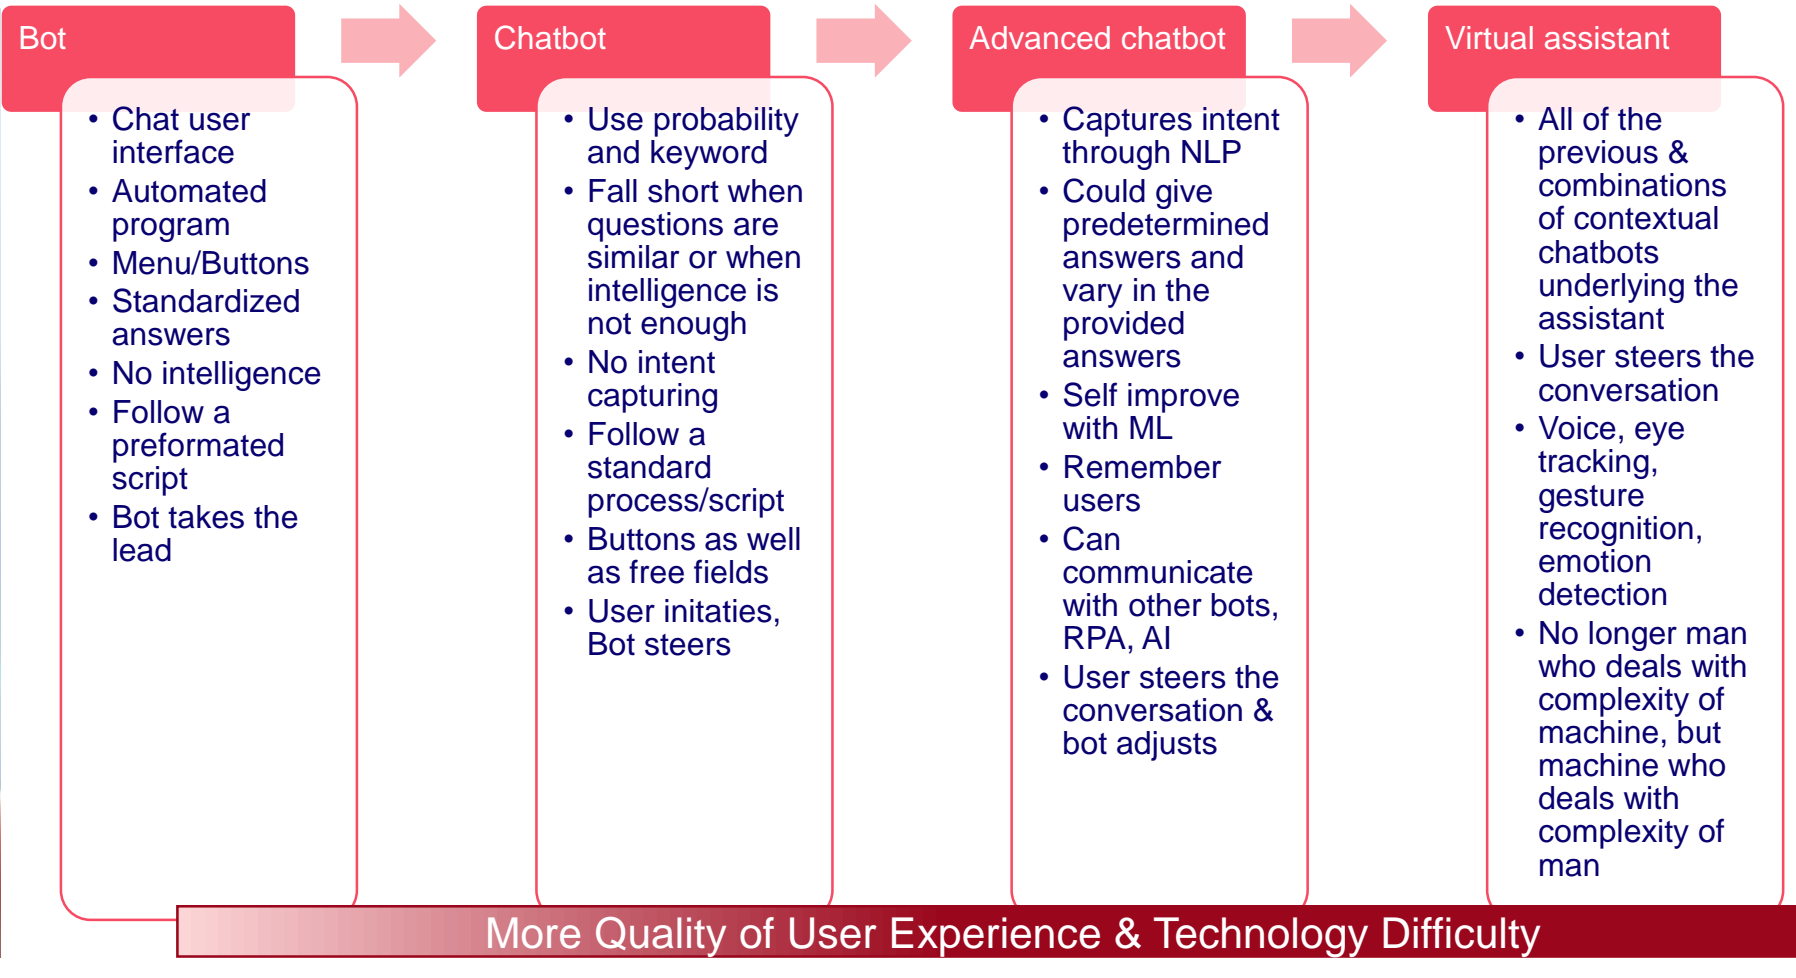 Bot
• Chat user
interface
• Automated
program
• Menu/Buttons
• Standardized
answers
• No intelligence
• Follow a
preformated
script
• Bot takes the
lead
Chatbot
• Use probability
and keyword
• Fall short when
questions are
similar or when
intelligence is
not enough
• No intent
capturing
• Follow a
standard
process/script
• Buttons as well
as free fields
• User initaties,
Bot steers
Advanced chatbot
• Captures intent
through NLP
• Could give
predetermined
answers and
vary in the
provided
answers
• Self improve
with ML
• Remember
users
• Can
communicate
with other bots,
RPA, AI
• User steers the
conversation &
bot adjusts
Virtual assistant
• All of the
previous &
combinations
of contextual
chatbots
underlying the
assistant
• User steers the
conversation
• Voice, eye
tracking,
gesture
recognition,
emotion
detection
• No longer man
who deals with
complexity of
machine, but
machine who
deals with
complexity of
man
More Quality of User Experience & Technology Difficulty